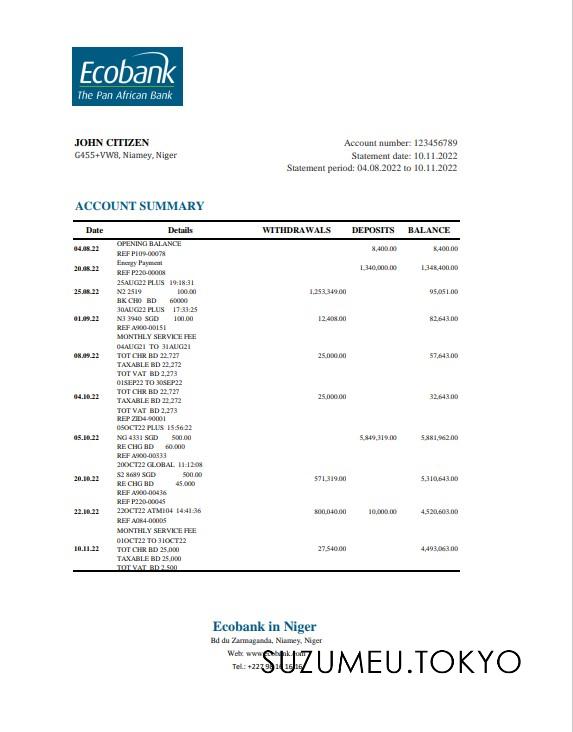 Ecobank
The Pan African Bank
JOHN CITIZEN
G455+VW8, Niamey, Niger
Account number: 123456789
Statement date: 10.11.2022
Statement period: 04.08.2022 to 10.11.2022
ACCOUNT SUMMARY
Date Details WITHDRAWALS DEPOSITS BALANCE
OPENING BALANCE
04.08.22 8,400.00 8,400.00
REF P109-00078
Energy Payment
20.08.22 1,340,000.00 1,348,400.00
REF P220-00008
25AUG22 PLUS 19:18:31
25.08.22 N2 2519 100.00 1,253,349.00 95,051.00
BK CH0 BD 60000
30AUG22 PLUS 17:33:25
01.09.22 N3 3940 SGD 100.00 12,408.00 82,643.00
REF A900-00151
MONTHLY SERVICE FEE
04AUG21 TO 31AUG21
08.09.22 TOT CHR BD 22,727 25,000.00 57,643.00
TAXABLE BD 22,272
TOT VAT BD 2,273
01SEP22 TO 30SEP22
TOT CHR BD 22,727
04.10.22 25,000.00 32,643.00
TAXABLE BD 22,272
TOT VAT BD 2,273
REP ZID4-90001
05OCT22 PLUS 15:56:22
05.10.22 NG 4331 SGD 500.00 5,849,319.00 5,881,962.00
RE CHG BD 60.000
REF A900-00333
20OCT22 GLOBAL 11:12:08
S2 8689 SGD 500.00
20.10.22 571,319.00 5,310,643.00
RE CHG BD 45.000
REF A900-00436
REF P220-00045
22.10.22 22OCT22 ATM104 14:41:36 800,040.00 10,000.00 4,520,603.00
REF A084-00005
MONTHLY SERVICE FEE
01OCT22 TO 31OCT22
10.11.22 TOT CHR BD 25,000 27,540.00 4,493,063.00
TAXABLE BD 25,000
TOT VAT BD 2,500
Ecobank in Niger
Bd du Zarmaganda, Niamey, Niger
Web: www.ecobank.com
SUZUMEU.TOKYO
Tel.: +227 98 16 16 16